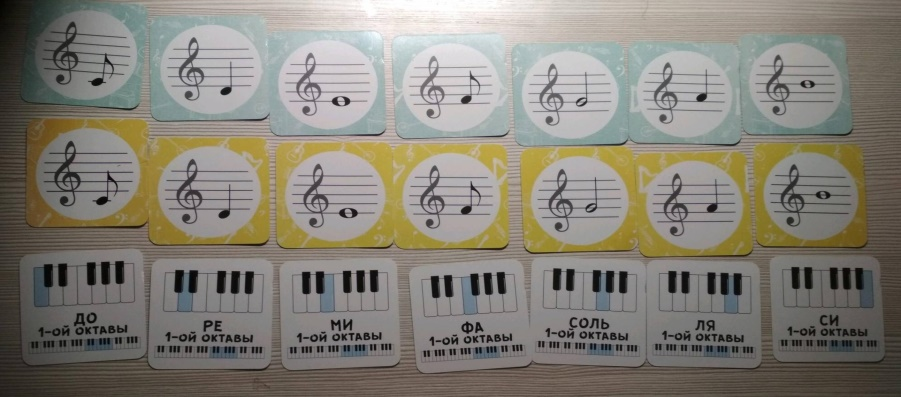 ДО
1-ОЙ ОКТАВЫ
РЕ
1-ОЙ ОКТАВЫ
МИ
1-ОЙ ОКТАВЫ
ФА
1-ОЙ ОКТАВЫ
СОЛЬ
1-ОЙ ОКТАВЫ
ЛЯ
1-ОЙ ОКТАВЫ
СИ
1-ОЙ ОКТАВЫ